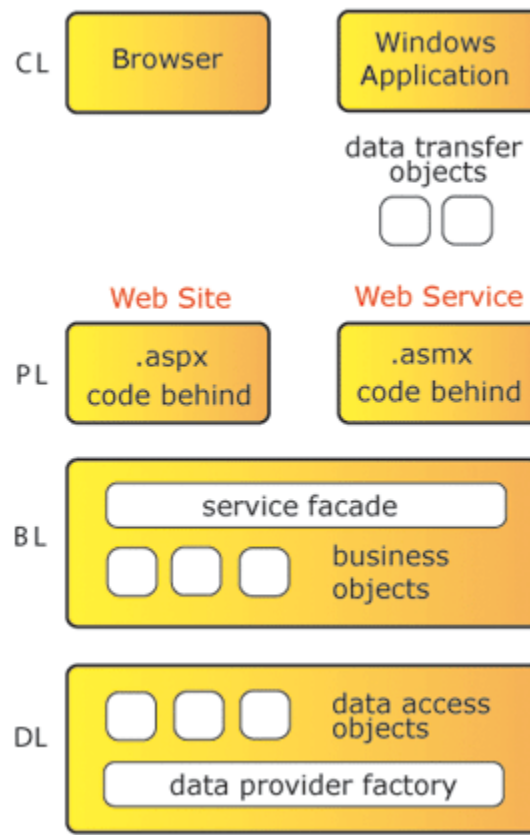 CL
Browser
Windows
Application
data transfer
objects
Web Site
Web Service
PL
.aspx
code behind
.asmx
code behind
BL
service facade
business
objects
DL
data access
objects
data provider factory